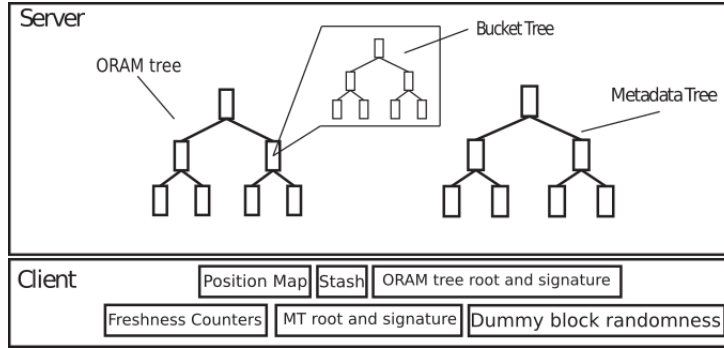 Server
Bucket Tree
ORAM tree
Metadata Tree
Client
Position Map
Stash
ORAM tree root and signature
Freshness Counters
MT root and signature
Dummy block randomness